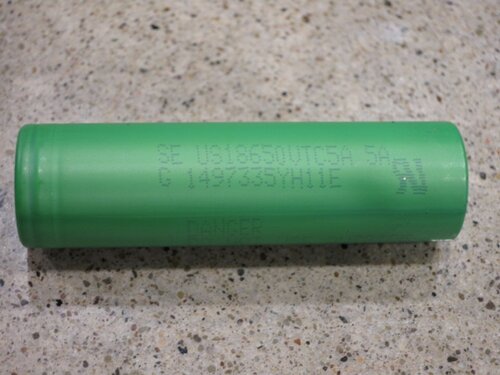 SE US18650VTC5A 5A
G 1497335YH11E
DANGER